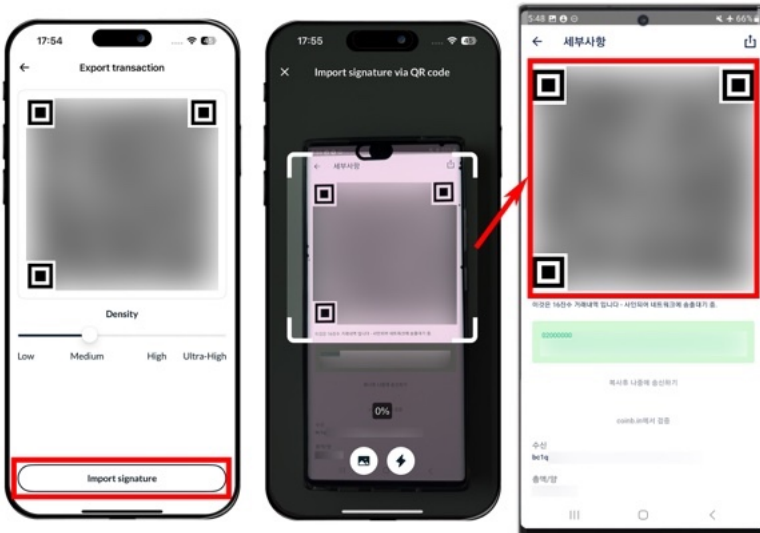 17:54
Export transaction
Density
Low Medium High Ultra-High
Import signature
17:55
Import signature via QR code
세부사항
0%
5:48
66%
세부사항
이것은 16진수 거래내역 입니다 - 사인되며 네트워크에 송출대기 중.
02000000
복사후 나중에 송신하기
coinb.in에서 검증
수신
bc1q
총액/양